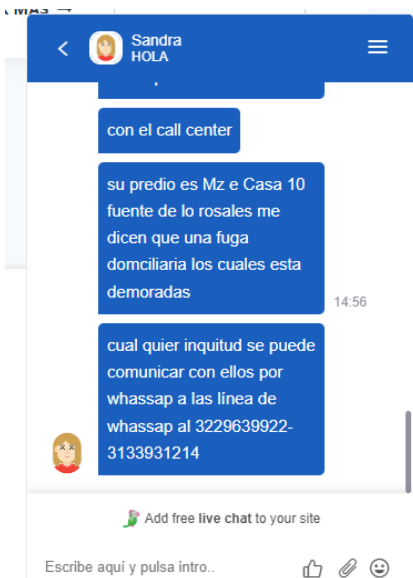 MAS →
Sandra
HOLA
con el call center
su predio es Mz e Casa 10
fuente de lo rosales me
dicen que una fuga
domciliaria los cuales esta
demoradas
14:56
cual quier inquitud se puede
comunicar con ellos por
whassap a las línea de
whassap al 3229639922-
3133931214
Add free live chat to your site
Escribe aquí y pulsa intro..